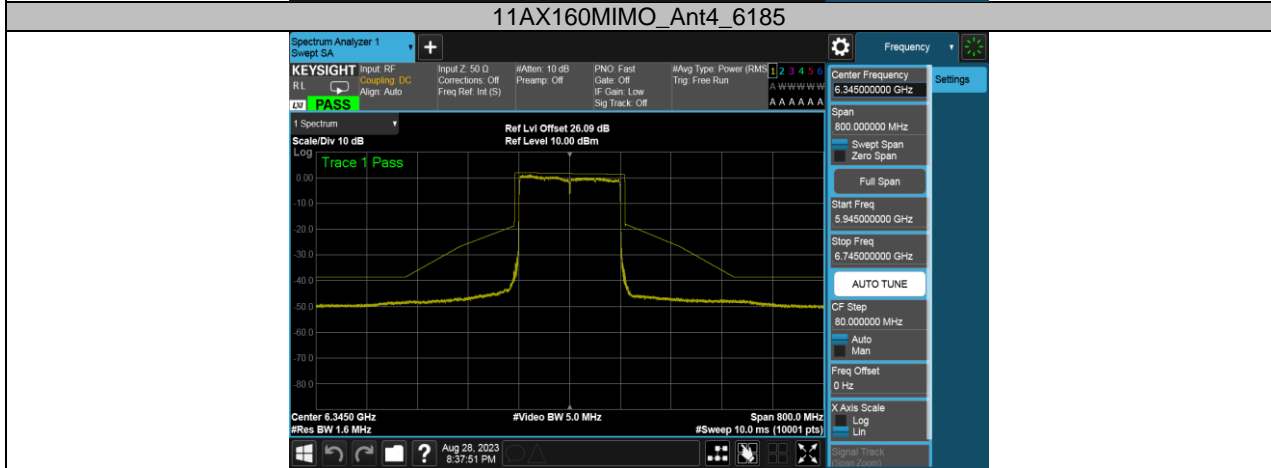 11AX160MIMO_Ant4_6185
Spectrum Analyzer 1
Swept SA
Frequency
KEYSIGHT
RL
LXI
PASS
Input: RF
Coupling: DC
Align: Auto
Input Z: 50 Ω
Corrections: Off
Freq Ref: Int (S)
#Atten: 10 dB
Preamp: Off
PNO: Fast
Gate: Off
IF Gain: Low
Sig Track: Off
#Avg Type: Power (RMS
Trig: Free Run
1 2 3 4 5 6
A W W W W W
A A A A A A
Center Frequency
6.345000000 GHz
Settings
1 Spectrum
Scale/Div 10 dB
Ref Lvl Offset 26.09 dB
Ref Level 10.00 dBm
Log
Trace 1 Pass
0.00
-10.0
-20.0
-30.0
-40.0
-50.0
-60.0
-70.0
-80.0
Span
800.000000 MHz
Swept Span
Zero Span
Full Span
Start Freq
5.945000000 GHz
Stop Freq
6.745000000 GHz
AUTO TUNE
CF Step
80.000000 MHz
Auto
Man
Freq Offset
0 Hz
X Axis Scale
Log
Lin
Signal Track
(Span Zoom)
Center 6.3450 GHz
#Res BW 1.6 MHz
#Video BW 5.0 MHz
Span 800.0 MHz
#Sweep 10.0 ms (10001 pts)
?
Aug 28, 2023
8:37:51 PM